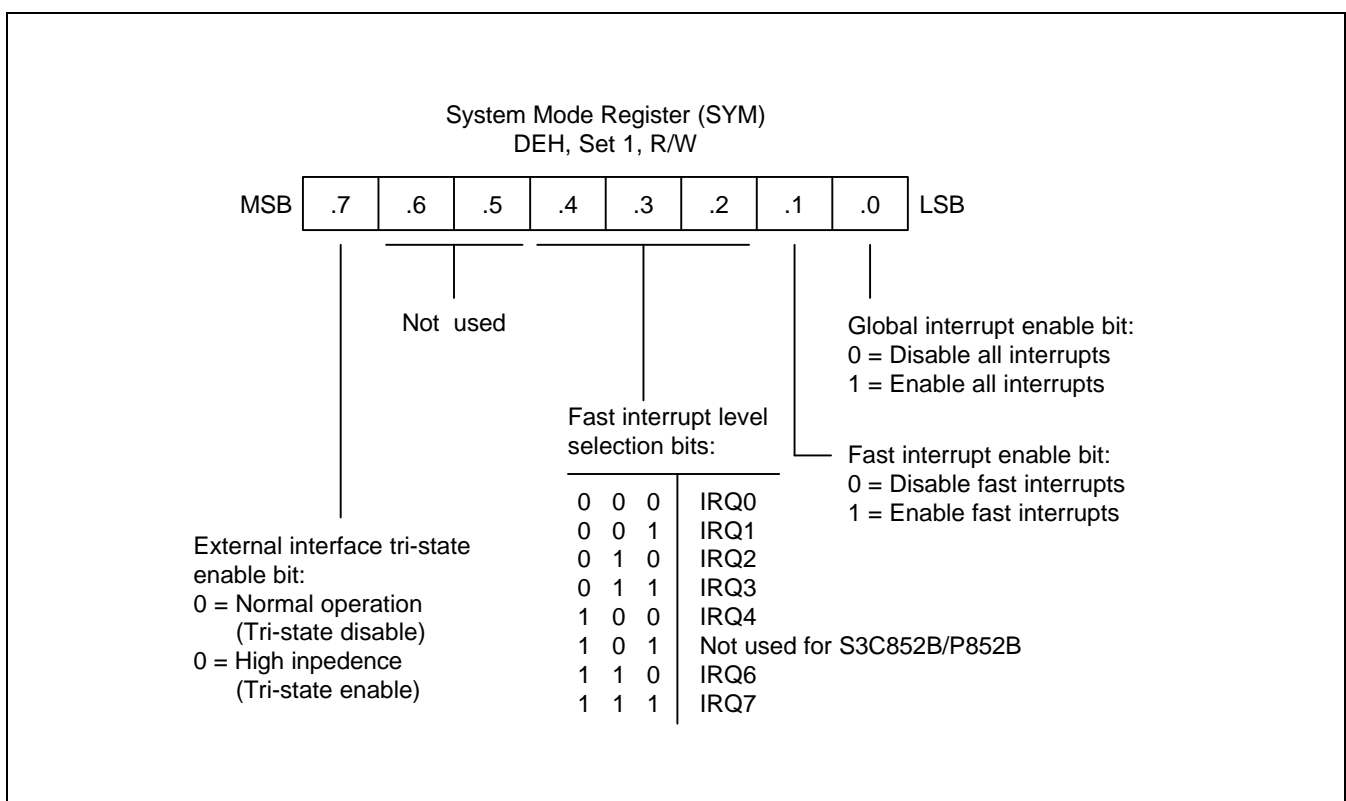 System Mode Register (SYM)
DEH, Set 1, R/W
MSB .7 .6 .5 .4 .3 .2 .1 .0 LSB
Not used
Global interrupt enable bit:
0 = Disable all interrupts
1 = Enable all interrupts
Fast interrupt level
selection bits:
Fast interrupt enable bit:
0 = Disable fast interrupts
1 = Enable fast interrupts
0 0 0 IRQ0
0 0 1 IRQ1
0 1 0 IRQ2
0 1 1 IRQ3
1 0 0 IRQ4
1 0 1 Not used for S3C852B/P852B
1 1 0 IRQ6
1 1 1 IRQ7
External interface tri-state
enable bit:
0 = Normal operation
(Tri-state disable)
0 = High inpedence
(Tri-state enable)